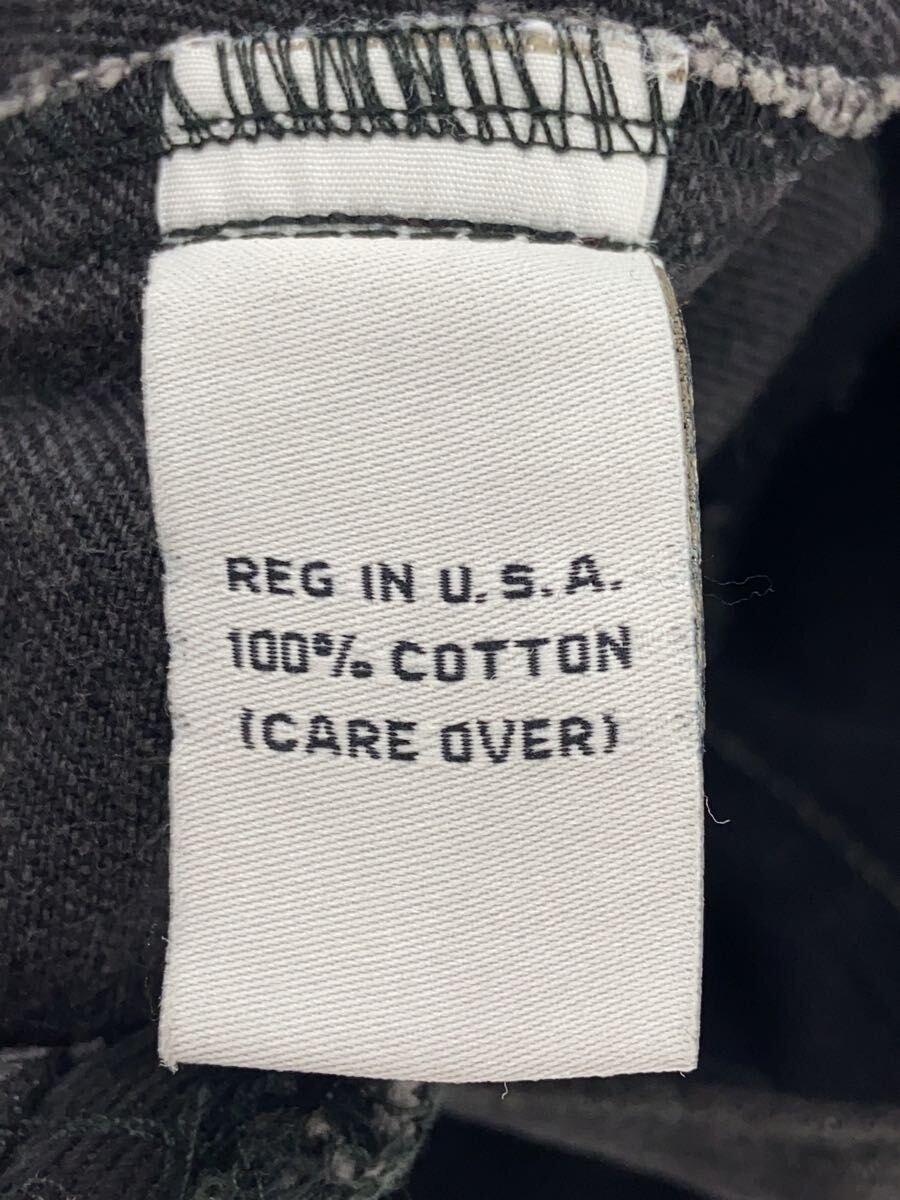 REG IN U.S.A.
100% COTTON
(CARE OVER)